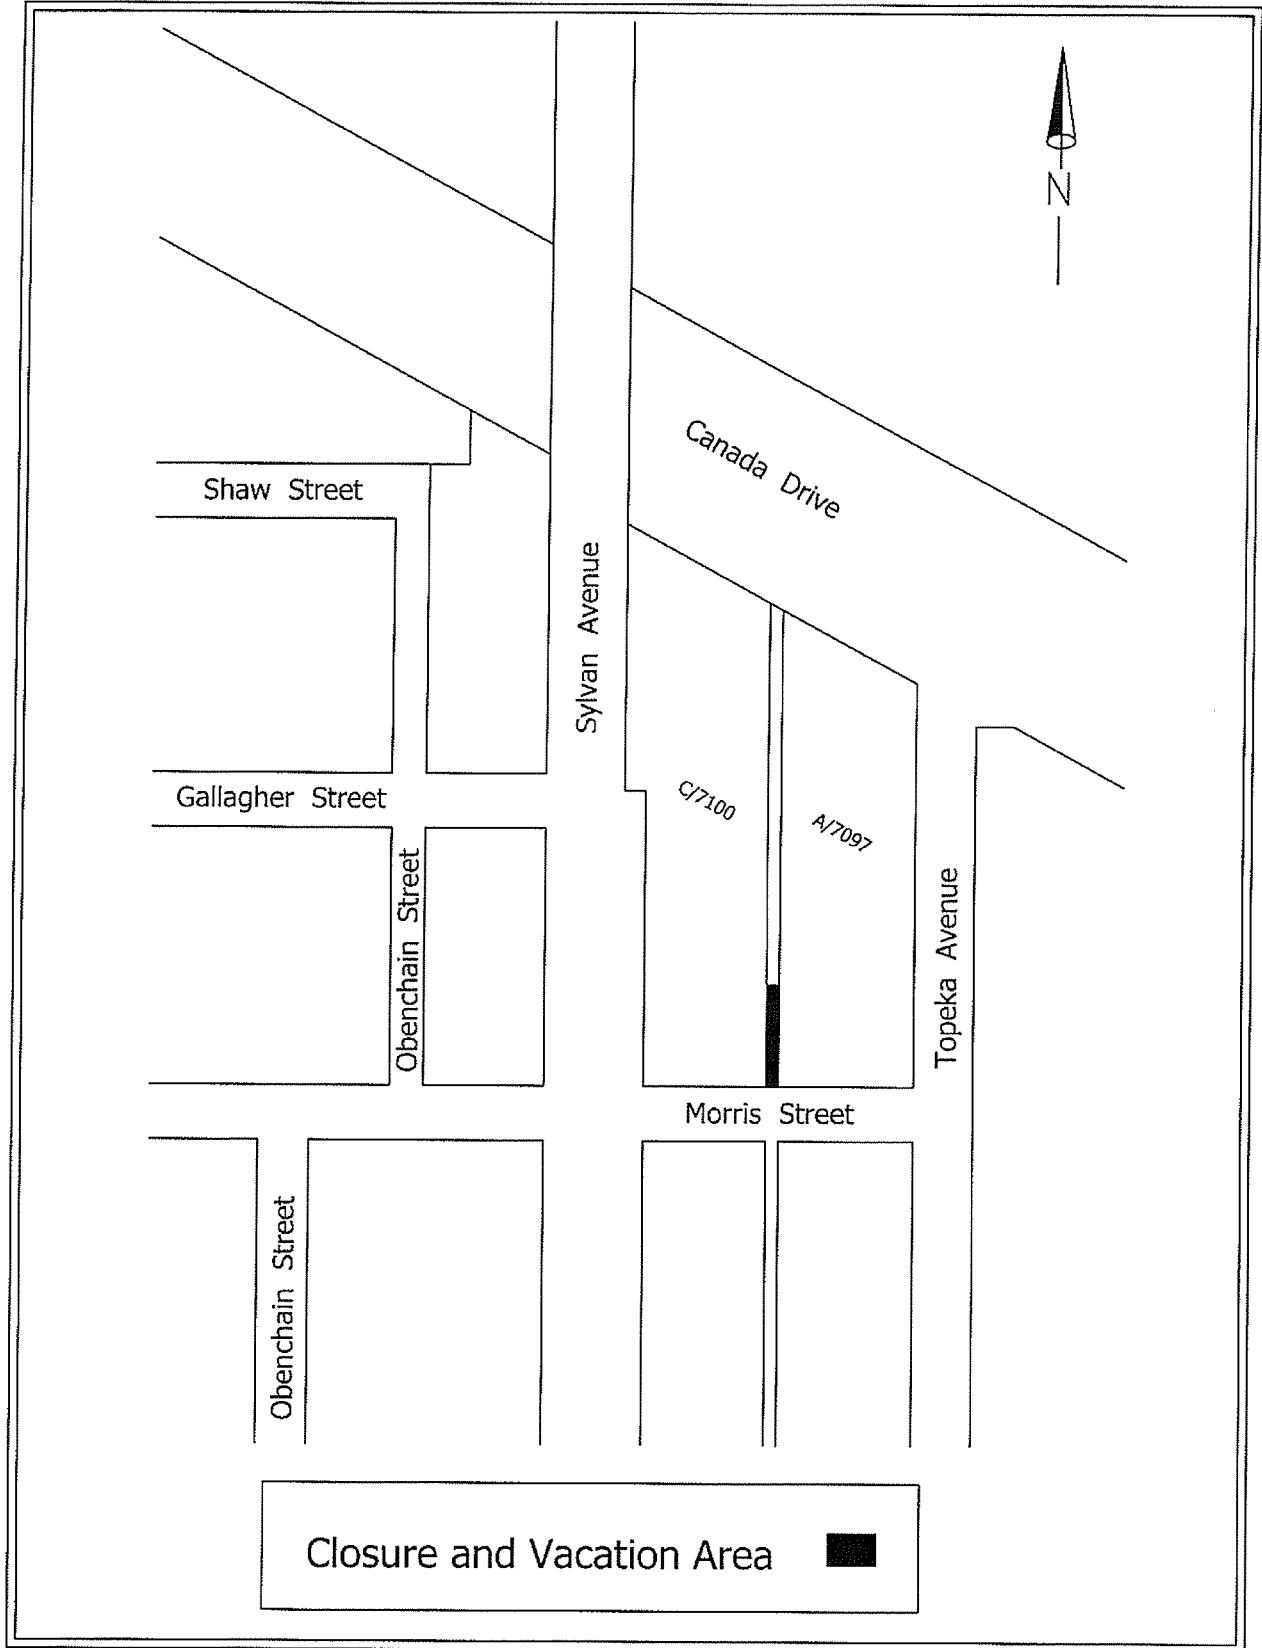 N
Canada Drive
Shaw Street
Sylvan Avenue
Gallagher Street
C/7100
A/7097
Obenchain Street
Topeka Avenue
Morris Street
Obenchain Street
Closure and Vacation Area